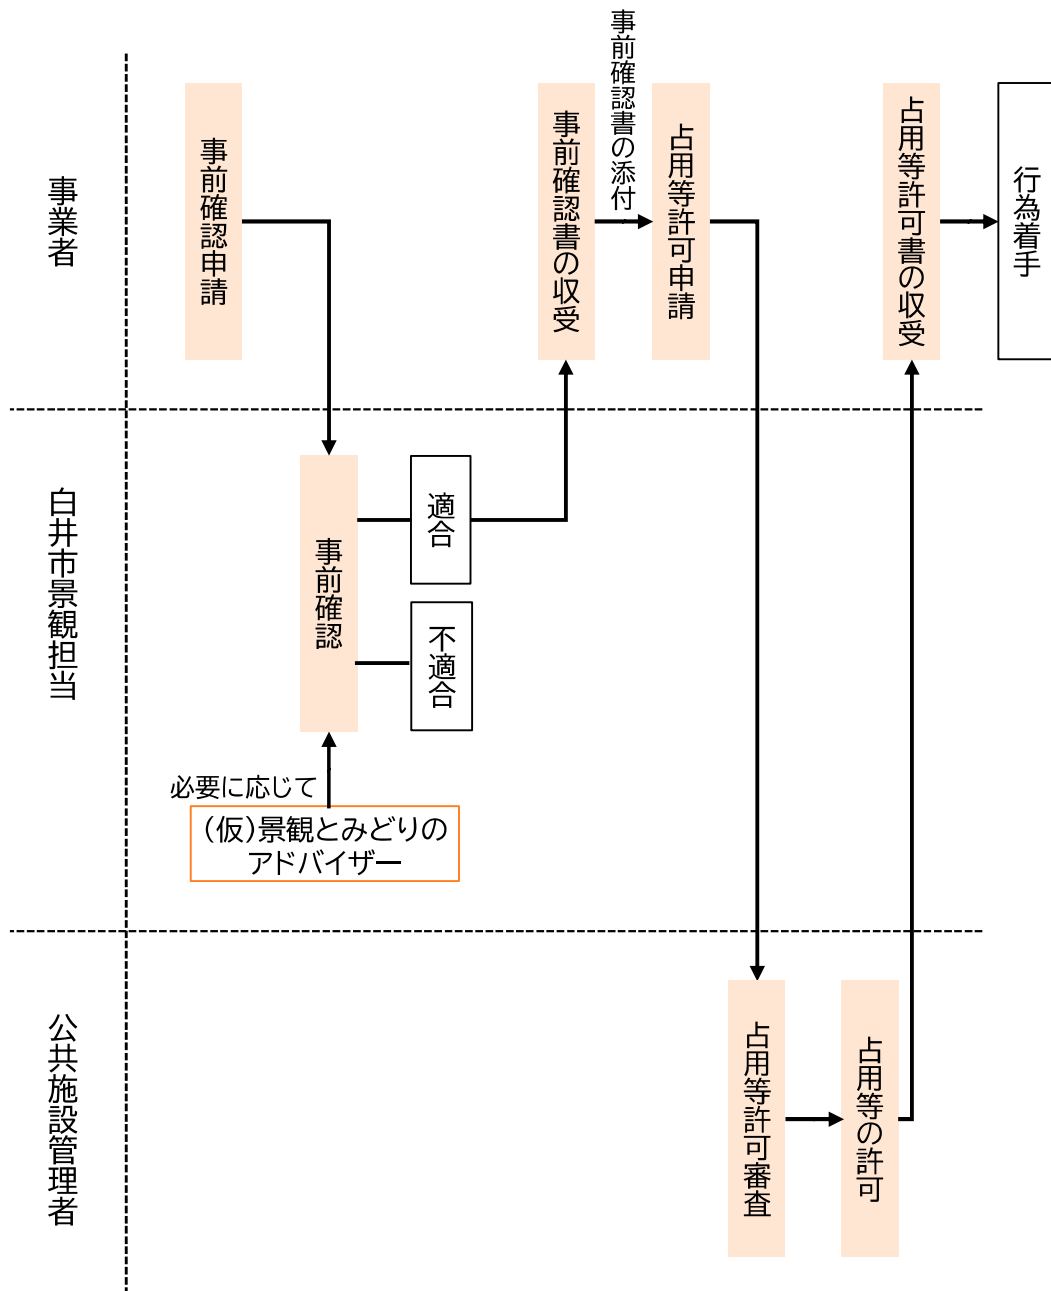 事業者
事前確認申請
事前確認書の収受
事前確認書の添付
占用等許可申請
占用等許可書の収受
行為着手
白井市景観担当
事前確認
適合
不適合
必要に応じて
（仮）景観とみどりの
アドバイザー
公共施設管理者
占用等許可審査
占用等の許可